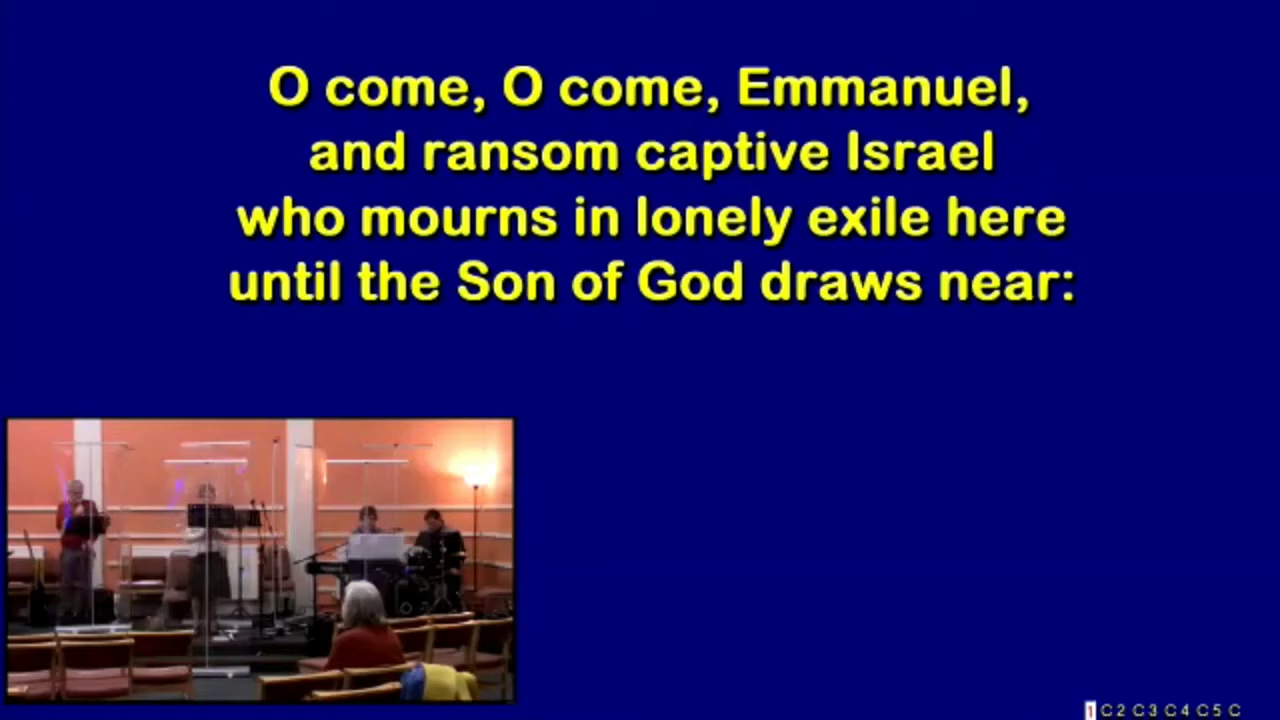 O come, O come, Emmanuel,
and ransom captive Israel
who mourns in lonely exile here
until the Son of God draws near:
1 C 2 C 3 C 4 C 5 C